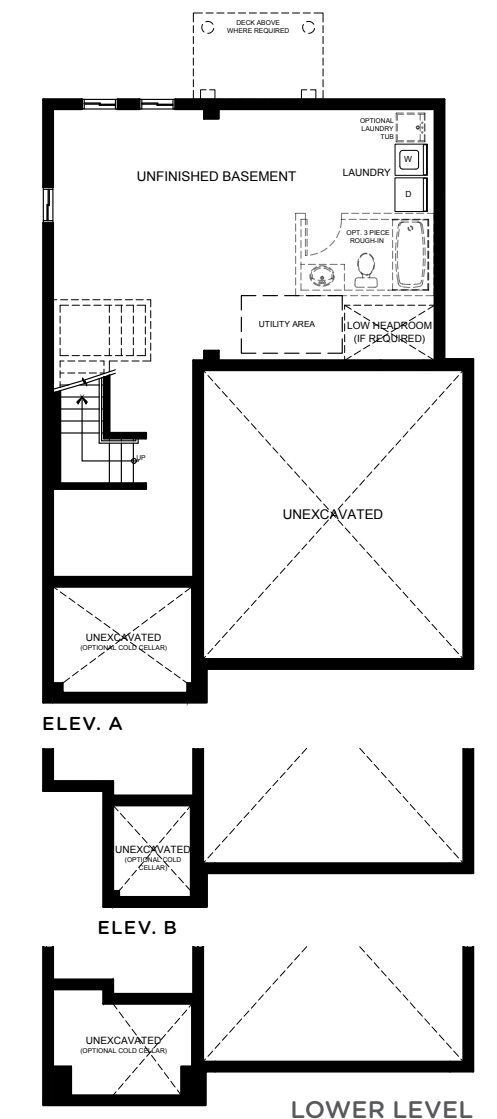 DECK ABOVE
WHERE REQUIRED
OPTIONAL
LAUNDRY
TUB
UNFINISHED BASEMENT
LAUNDRY
W
D
OPT. 3 PIECE
ROUGH-IN
UTILITY AREA
LOW HEADROOM
(IF REQUIRED)
UP
UNEXCAVATED
UNEXCAVATED
(OPTIONAL COLD CELLAR)
ELEV. A
UNEXCAVATED
(OPTIONAL COLD
CELLAR)
ELEV. B
UNEXCAVATED
(OPTIONAL COLD CELLAR)
LOWER LEVEL